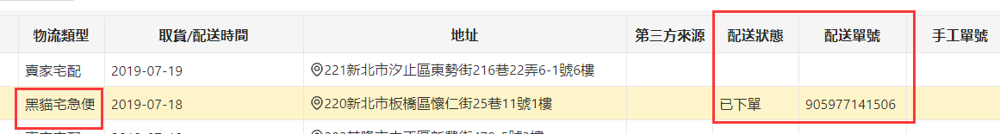 物流類型 取貨/配送時間 地址 第三方來源 配送狀態 配送單號 手工單號
賣家宅配 2019-07-19 221新北市汐止區東勢街216巷22弄6-1號6樓
黑貓宅急便 2019-07-18 220新北市板橋區懷仁街25巷11號1樓 已下單 905977141506